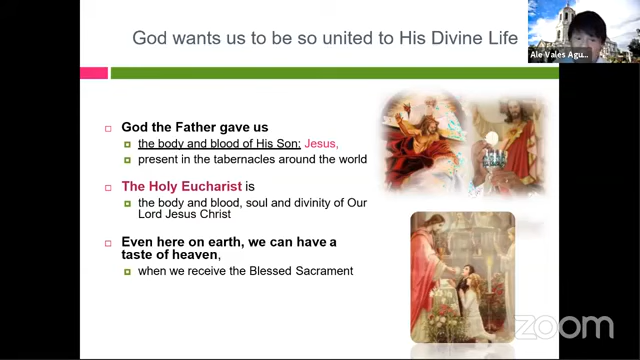 God wants us to be so united to His Divine Life
Ale Vales Agu...
God the Father gave us
the body and blood of His Son: Jesus,
present in the tabernacles around the world
The Holy Eucharist is
the body and blood, soul and divinity of Our
Lord Jesus Christ
Even here on earth, we can have a
taste of heaven,
when we receive the Blessed Sacrament
zoom